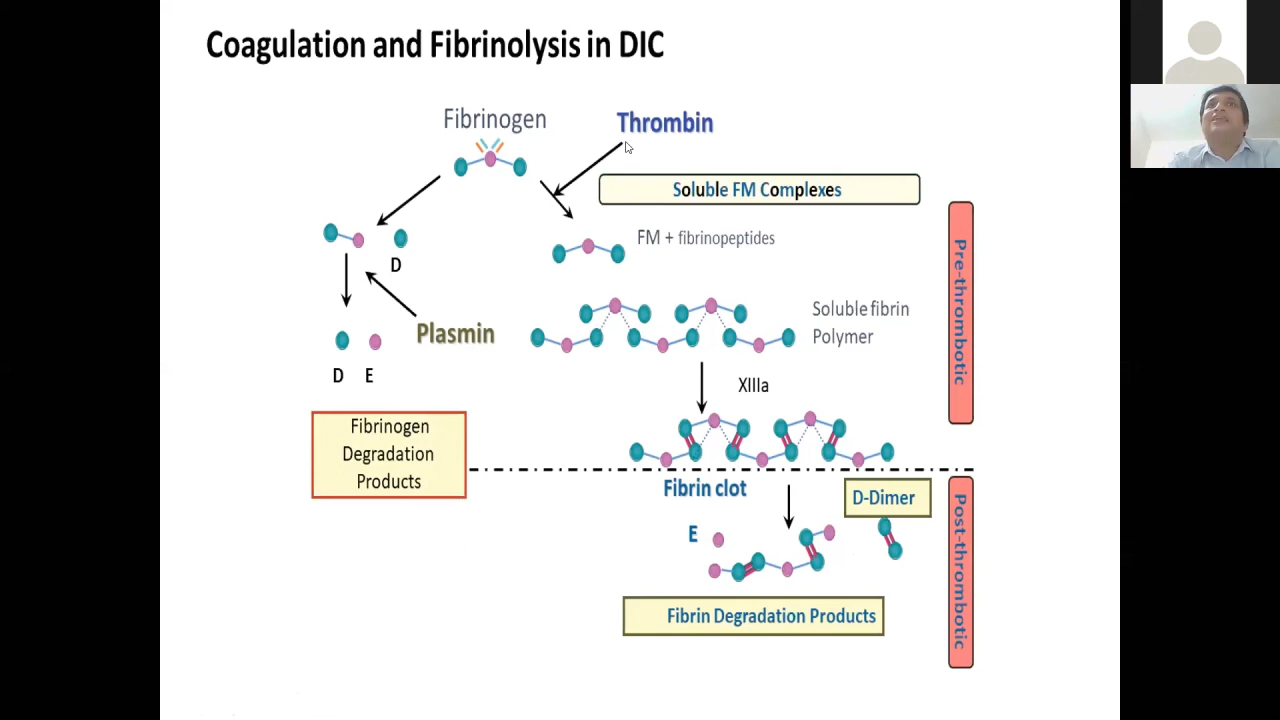 Coagulation and Fibrinolysis in DIC
Fibrinogen
Thrombin
Soluble FM Complexes
FM + fibrinopeptides
D
Plasmin
Soluble fibrin
Polymer
D E
XIIIa
Fibrinogen
Degradation
Products
Fibrin clot
D-Dimer
E
Fibrin Degradation Products
Pre-thrombotic
Post-thrombotic